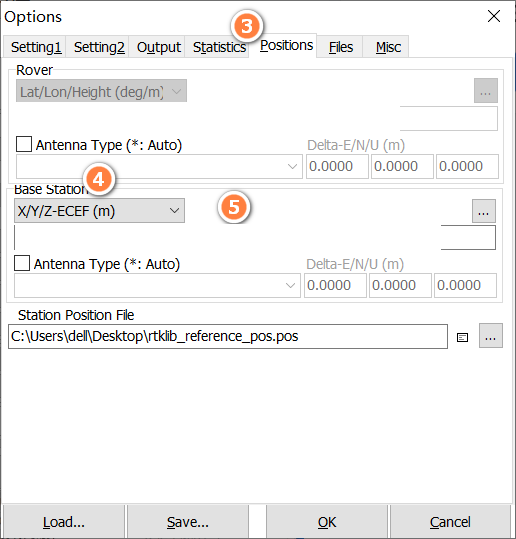 Options
3
Setting1 Setting2 Output Statistics Positions Files Misc
Rover
Lat/Lon/Height (deg/m) ...
Antenna Type (*: Auto) Delta-E/N/U (m)
0.0000 0.0000 0.0000
4
Base Station
5
X/Y/Z-ECEF (m) ...
Antenna Type (*: Auto) Delta-E/N/U (m)
0.0000 0.0000 0.0000
Station Position File
C:\Users\dell\Desktop\rtklib_reference_pos.pos ...
Load... Save... OK Cancel